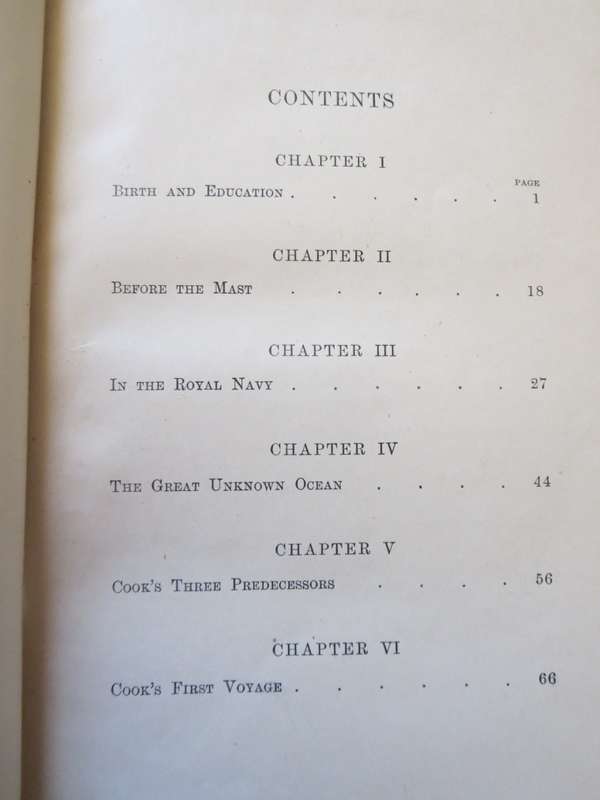 CONTENTS
CHAPTER I
PAGE
BIRTH AND EDUCATION . . . . . . 1
CHAPTER II
BEFORE THE MAST . . . . . . 18
CHAPTER III
IN THE ROYAL NAVY . . . . . . 27
CHAPTER IV
THE GREAT UNKNOWN OCEAN . . . . 44
CHAPTER V
COOK'S THREE PREDECESSORS . . . . 56
CHAPTER VI
COOK'S FIRST VOYAGE . . . . . . 66